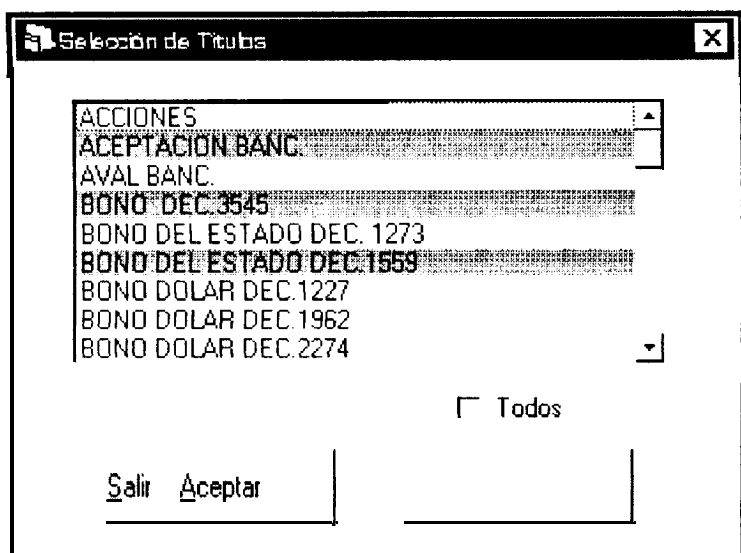 Selección de Títulos
ACCIONES
ACEPTACION BANC.
AVAL BANC.
BONO DEC.3545
BONO DEL ESTADO DEC. 1273
BONO DEL ESTADO DEC.1559
BONO DOLAR DEC.1227
BONO DOLAR DEC.1962
BONO DOLAR DEC.2274
Todos
Salir Aceptar